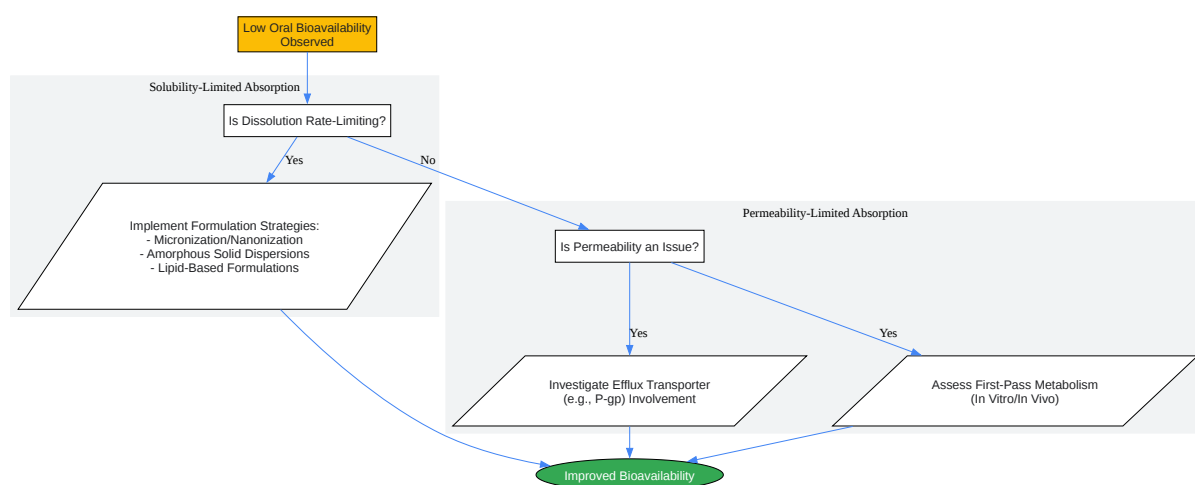 Low Oral Bioavailability
Observed
Solubility-Limited Absorption
Is Dissolution Rate-Limiting?
Yes
No
Implement Formulation Strategies:
- Micronization/Nanonization
- Amorphous Solid Dispersions
- Lipid-Based Formulations
Permeability-Limited Absorption
Is Permeability an Issue?
Yes
Yes
Investigate Efflux Transporter
(e.g., P-gp) Involvement
Assess First-Pass Metabolism
(In Vitro/In Vivo)
Improved Bioavailability